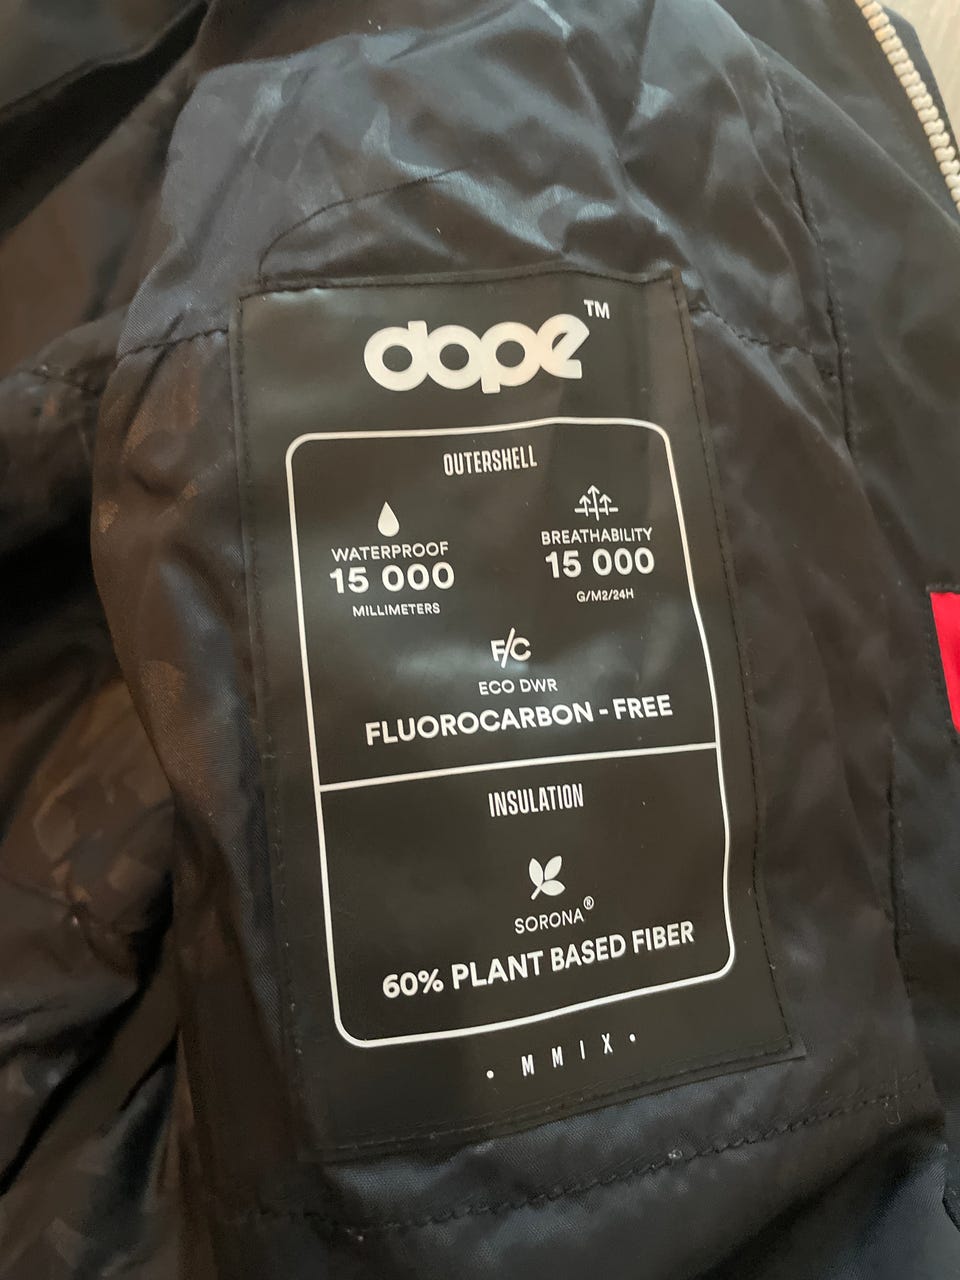 dope™
OUTERSHELL
WATERPROOF
15 000
MILLIMETERS
BREATHABILITY
15 000
G/M2/24H
F/C
ECO DWR
FLUOROCARBON - FREE
INSULATION
SORONA®
60% PLANT BASED FIBER
• M M I X •